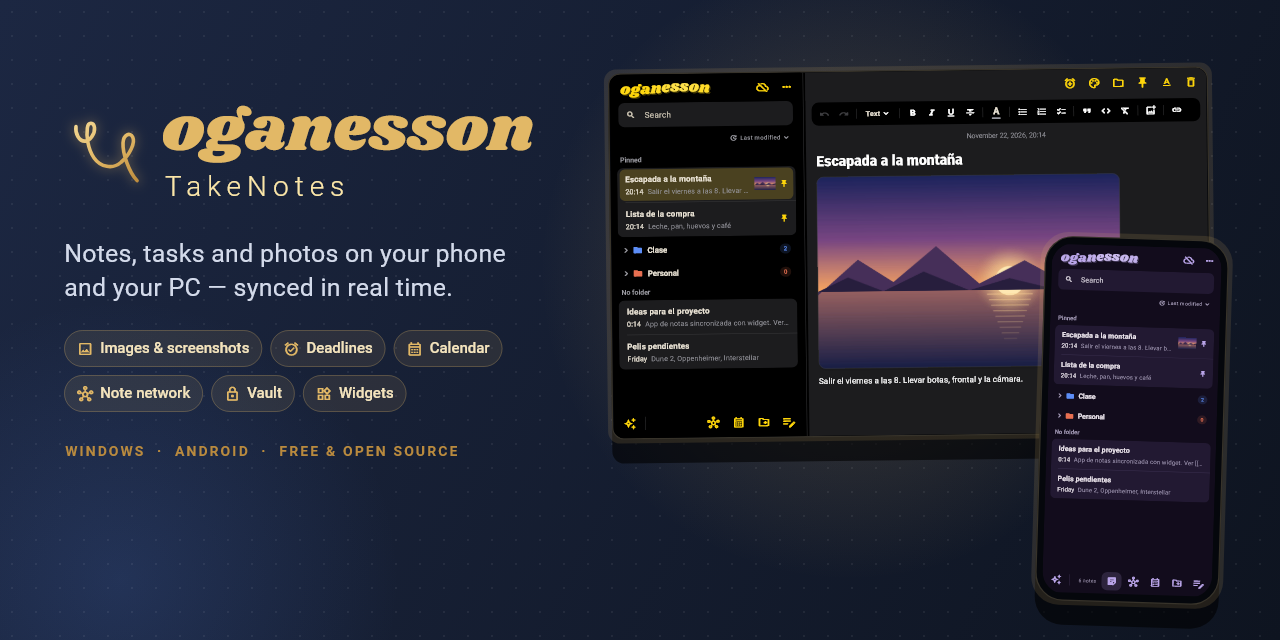 oganesson
TakeNotes
Notes, tasks and photos on your phone
and your PC — synced in real time.
Images & screenshots
Deadlines
Calendar
Note network
Vault
Widgets
WINDOWS · ANDROID · FREE & OPEN SOURCE
oganesson
Search
Last modified
Pinned
Escapada a la montaña
20:14 Salir el viernes a las 8. Llevar ...
Lista de la compra
20:14 Leche, pan, huevos y café
Clase 2
Personal 0
No folder
Ideas para el proyecto
0:14 App de notas sincronizada con widget. Ver...
Pelis pendientes
Friday Dune 2, Oppenheimer, Interstellar
Text
B I U S A
November 22, 2026, 20:14
Escapada a la montaña
Salir el viernes a las 8. Llevar botas, frontal y la cámara.
oganesson
Search
Last modified
Pinned
Escapada a la montaña
20:14 Salir el viernes a las 8. Llevar b...
Lista de la compra
20:14 Leche, pan, huevos y café
Clase 2
Personal
No folder
Ideas para el proyecto
0:14 App de notas sincronizada con widget. Ver [[...
Pelis pendientes
Friday Dune 2, Oppenheimer, Interstellar
notes